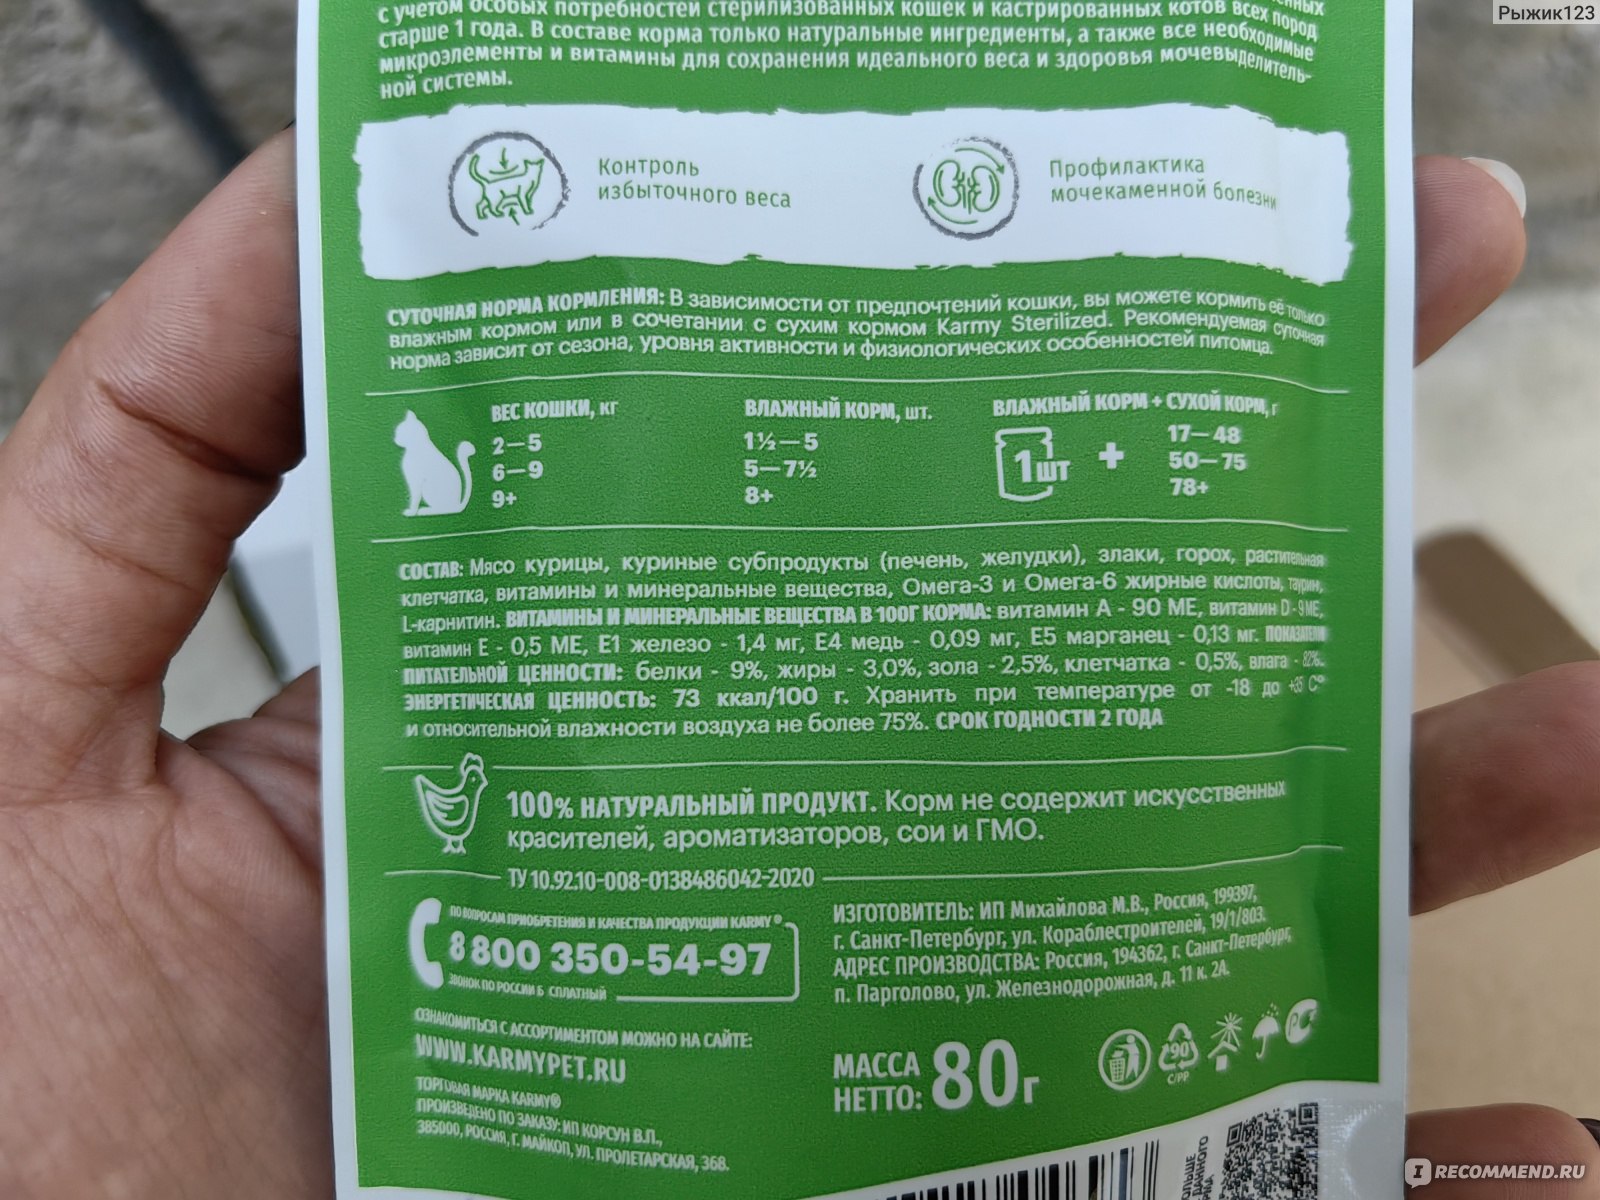 Рыжик123
с учетом особых потребностей стерилизованных кошек и кастрированных котов всех пород
старше 1 года. В составе корма только натуральные ингредиенты, а также все необходимые
микроэлементы и витамины для сохранения идеального веса и здоровья мочевыделитель-
ной системы.
Контроль
избыточного веса
Профилактика
мочекаменной болезни
СУТОЧНАЯ НОРМА КОРМЛЕНИЯ: В зависимости от предпочтений кошки, вы можете кормить её только
влажным кормом или в сочетании с сухим кормом Karmy Sterilized. Рекомендуемая суточная
норма зависит от сезона, уровня активности и физиологических особенностей питомца.
ВЕС КОШКИ, КГ ВЛАЖНЫЙ КОРМ, ШТ. ВЛАЖНЫЙ КОРМ + СУХОЙ КОРМ, Г
2—5 1½—5 17—48
6—9 5—7½ 1 ШТ + 50—75
9+ 8+ 78+
СОСТАВ: Мясо курицы, куриные субпродукты (печень, желудки), злаки, горох, растительная
клетчатка, витамины и минеральные вещества, Омега-3 и Омега-6 жирные кислоты, таурин,
L-карнитин. ВИТАМИНЫ И МИНЕРАЛЬНЫЕ ВЕЩЕСТВА В 100Г КОРМА: витамин А - 90 МЕ, витамин D - 9 МЕ,
витамин Е - 0,5 МЕ, Е1 железо - 1,4 мг, Е4 медь - 0,09 мг, Е5 марганец - 0,13 мг. ПОКАЗАТЕЛИ
ПИТАТЕЛЬНОЙ ЦЕННОСТИ: белки - 9%, жиры - 3,0%, зола - 2,5%, клетчатка - 0,5%, влага - 82%.
ЭНЕРГЕТИЧЕСКАЯ ЦЕННОСТЬ: 73 ккал/100 г. Хранить при температуре от -18 до +35 С°
и относительной влажности воздуха не более 75%. СРОК ГОДНОСТИ 2 ГОДА
100% НАТУРАЛЬНЫЙ ПРОДУКТ. Корм не содержит искусственных
красителей, ароматизаторов, сои и ГМО.
ТУ 10.92.10-008-0138486042-2020
ПО ВОПРОСАМ ПРИОБРЕТЕНИЯ И КАЧЕСТВА ПРОДУКЦИИ KARMY®
8 800 350-54-97
ЗВОНОК ПО РОССИИ БЕСПЛАТНЫЙ
ИЗГОТОВИТЕЛЬ: ИП Михайлова М.В., Россия, 199397,
г. Санкт-Петербург, ул. Кораблестроителей, 19/1/803.
АДРЕС ПРОИЗВОДСТВА: Россия, 194362, г. Санкт-Петербург,
п. Парголово, ул. Железнодорожная, д. 11 к. 2А.
ОЗНАКОМИТЬСЯ С АССОРТИМЕНТОМ МОЖНО НА САЙТЕ:
WWW.KARMYPET.RU
ТОРГОВАЯ МАРКА KARMY®
ПРОИЗВЕДЕНО ПО ЗАКАЗУ: ИП КОРСУН В.П.,
385000, РОССИЯ, Г. МАЙКОП, УЛ. ПРОЛЕТАРСКАЯ, 368.
МАССА
НЕТТО: 80г
90
C/PP
IRECOMMEND.RU